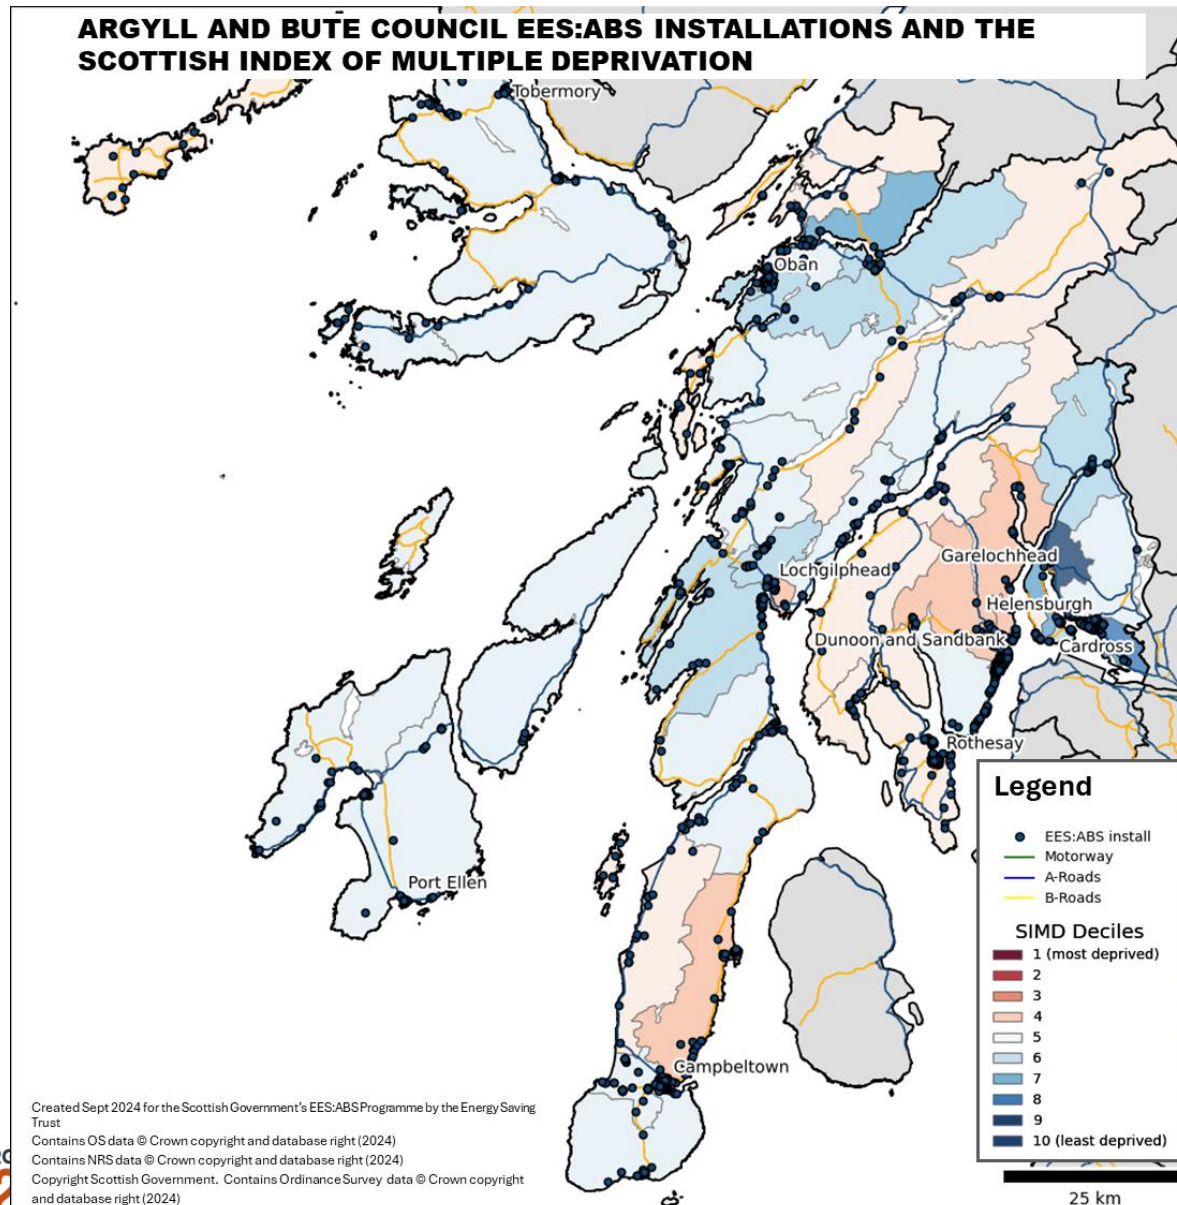 ARGYLL AND BUTE COUNCIL EES:ABS INSTALLATIONS AND THE
SCOTTISH INDEX OF MULTIPLE DEPRIVATION
Tobermory
Oban
Garelochhead
Lochgilphead
Helensburgh
Dunoon and Sandbank
Cardross
Rothesay
Port Ellen
Campbeltown
Legend
EES:ABS install
Motorway
A-Roads
B-Roads
SIMD Deciles
1 (most deprived)
2
3
4
5
6
7
8
9
10 (least deprived)
25 km
Created Sept 2024 for the Scottish Government's EES:ABS Programme by the Energy Saving
Trust
Contains OS data © Crown copyright and database right (2024)
Contains NRS data © Crown copyright and database right (2024)
Copyright Scottish Government. Contains Ordinance Survey data © Crown copyright
and database right (2024)